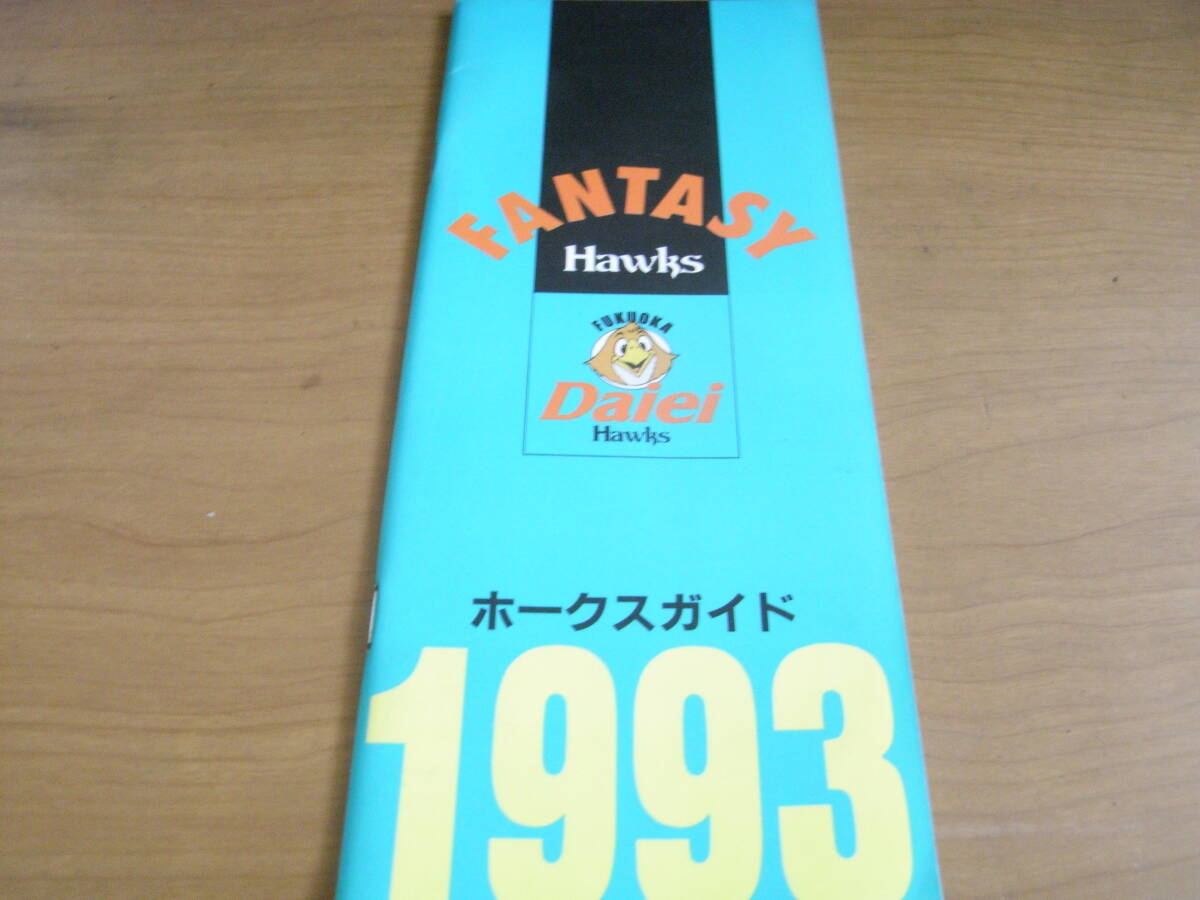 FANTASY
Hawks
FUKUOKA
Daiei
Hawks
ホークスガイド
1993